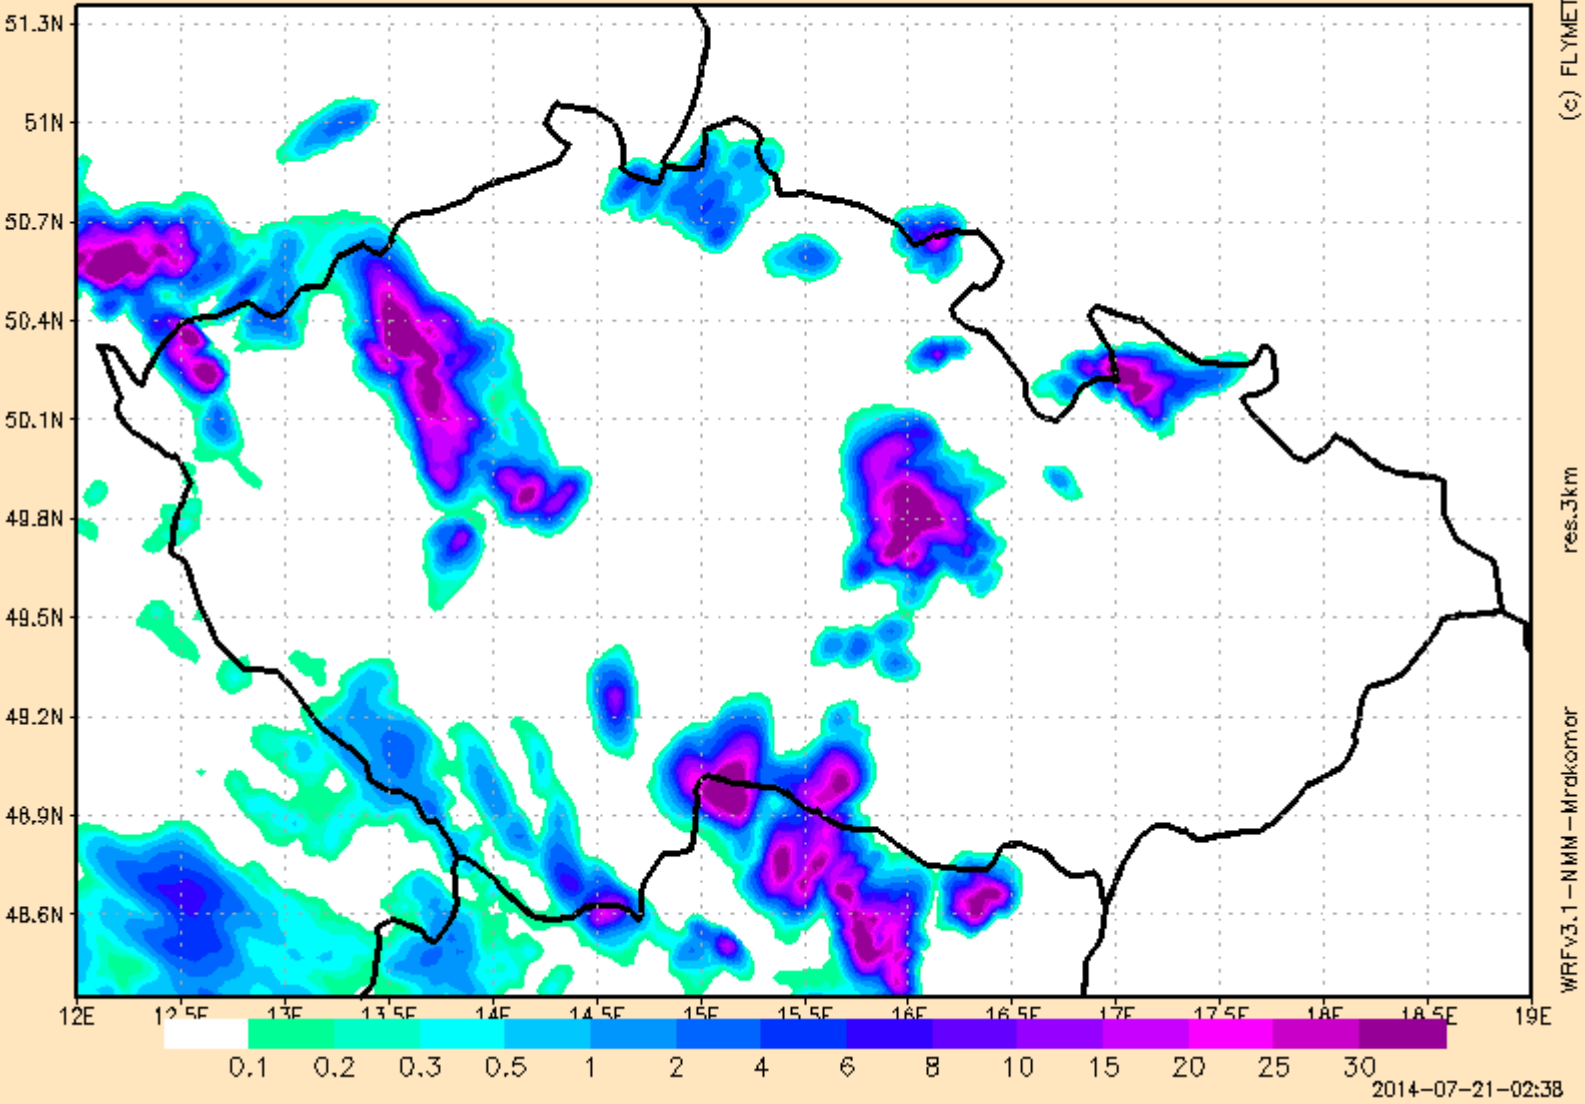 51.3N
51N
50.7N
50.4N
50.1N
49.8N
49.5N
49.2N
48.9N
48.6N
12E 12.5E 13E 13.5E 14E 14.5E 15E 15.5E 16E 16.5E 17E 17.5E 18E 18.5E 19E
0.1 0.2 0.3 0.5 1 2 4 6 8 10 15 20 25 30
2014-07-21-02:38
(c) FLYMET
res.3km
WRFv3.1-NMM-Mrakomor